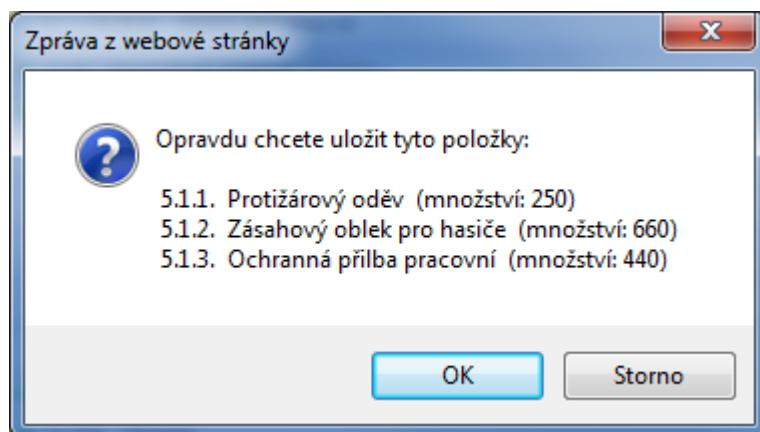 Zpráva z webové stránky
Opravdu chcete uložit tyto položky:
5.1.1. Protižárový oděv (množství: 250)
5.1.2. Zásahový oblek pro hasiče (množství: 660)
5.1.3. Ochranná přilba pracovní (množství: 440)
OK
Storno